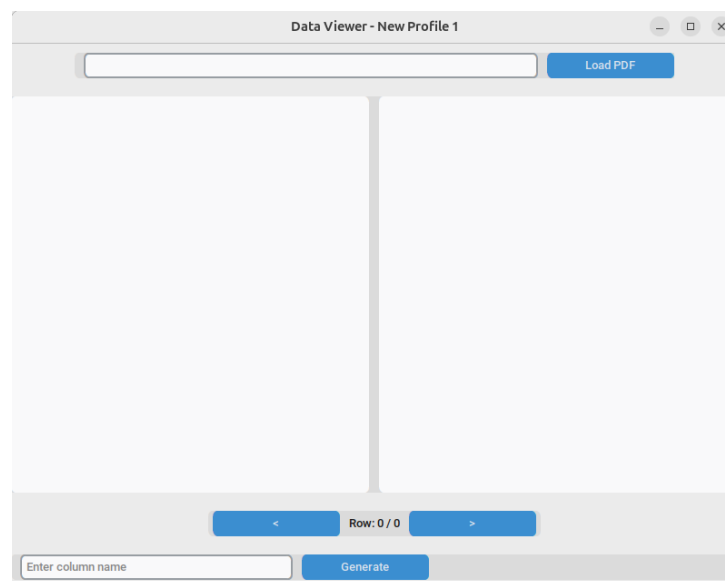 Data Viewer - New Profile 1
Load PDF
< Row: 0 / 0 >
Enter column name Generate